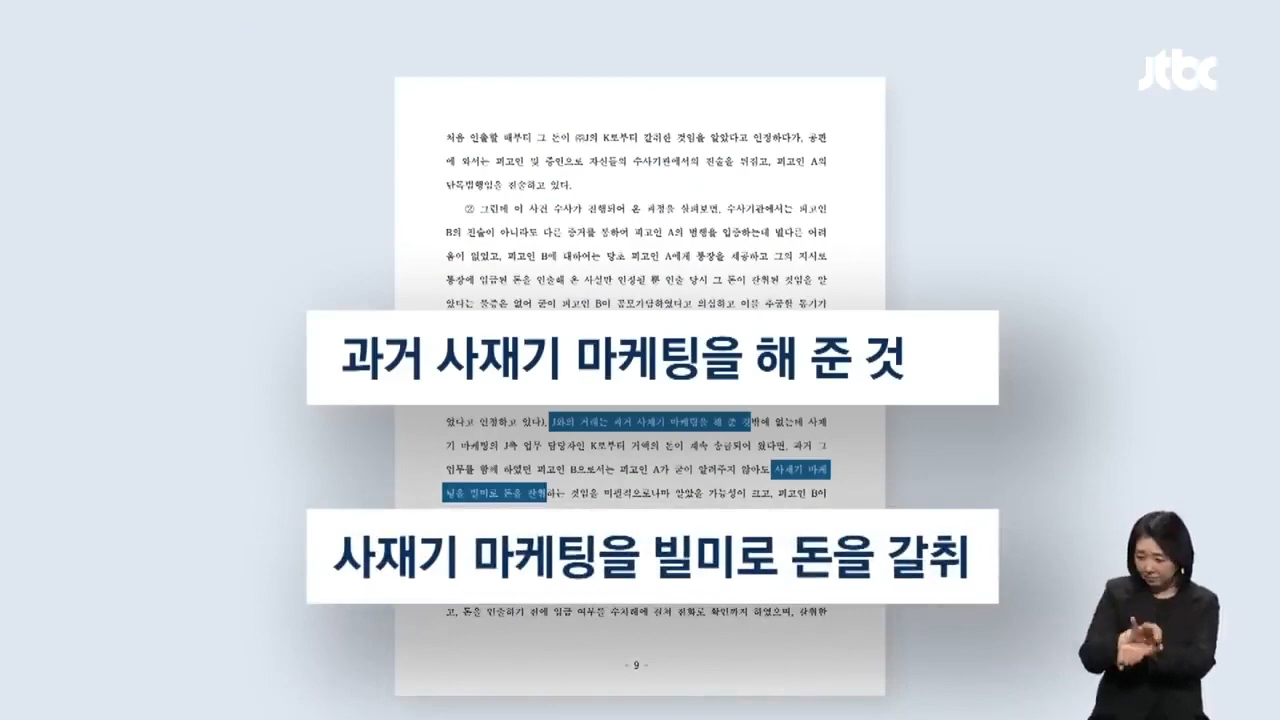 jtbc
처음 인출할 때부터 그 돈이 ㈜J의 K로부터 갈취한 것임을 알았다고 인정하다가, 공판
에 와서는 피고인 및 증인으로 자신들의 수사기관에서의 진술을 뒤집고, 피고인 A의
단독범행임을 진술하고 있다.
② 그런데 이 사건 수사가 진행되어 온 과정을 살펴보면, 수사기관에서는 피고인
B의 진술이 아니라도 다른 증거를 통하여 피고인 A의 범행을 입증하는데 별다른 어려
움이 없었고, 피고인 B에 대하여는 당초 피고인 A에게 통장을 제공하고 그의 지시로
통장에 입금된 돈을 인출해 온 사실만 인정될 뿐 인출 당시 그 돈이 갈취된 것임을 알
았다는 물증은 없어 굳이 피고인 B이 공모가담하였다고 의심하고 이를 추궁할 동기가
과거 사재기 마케팅을 해 준 것
었다고 인정하고 있다), J와의 거래는 과거 사재기 마케팅을 해 준 것밖에 없는데 사재
기 마케팅의 J측 업무 담당자인 K로부터 거액의 돈이 계속 송금되어 왔다면, 과거 그
업무를 함께 하였던 피고인 B으로서는 피고인 A가 굳이 알려주지 않아도 사재기 마케
팅을 빌미로 돈을 갈취하는 것임을 미필적으로나마 알았을 가능성이 크고, 피고인 B이
사재기 마케팅을 빌미로 돈을 갈취
고, 돈을 인출하기 전에 입금 여부를 수차례에 걸쳐 전화로 확인까지 하였으며, 갈취한
- 9 -